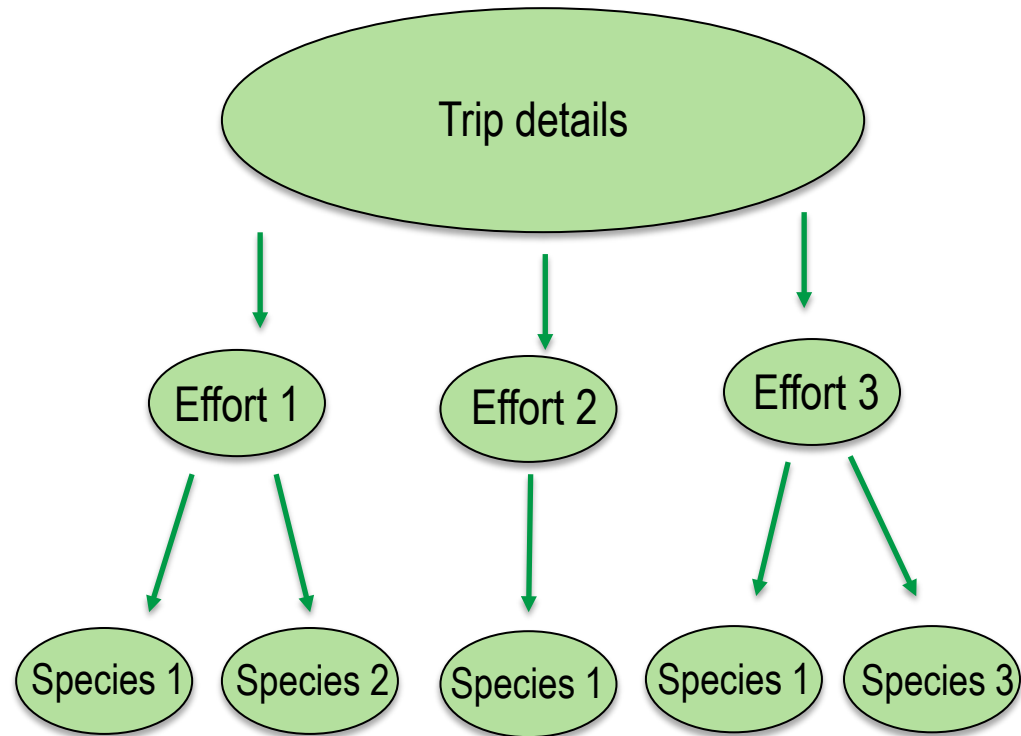 Trip details
Effort 1
Effort 2
Effort 3
Species 1
Species 2
Species 1
Species 1
Species 3